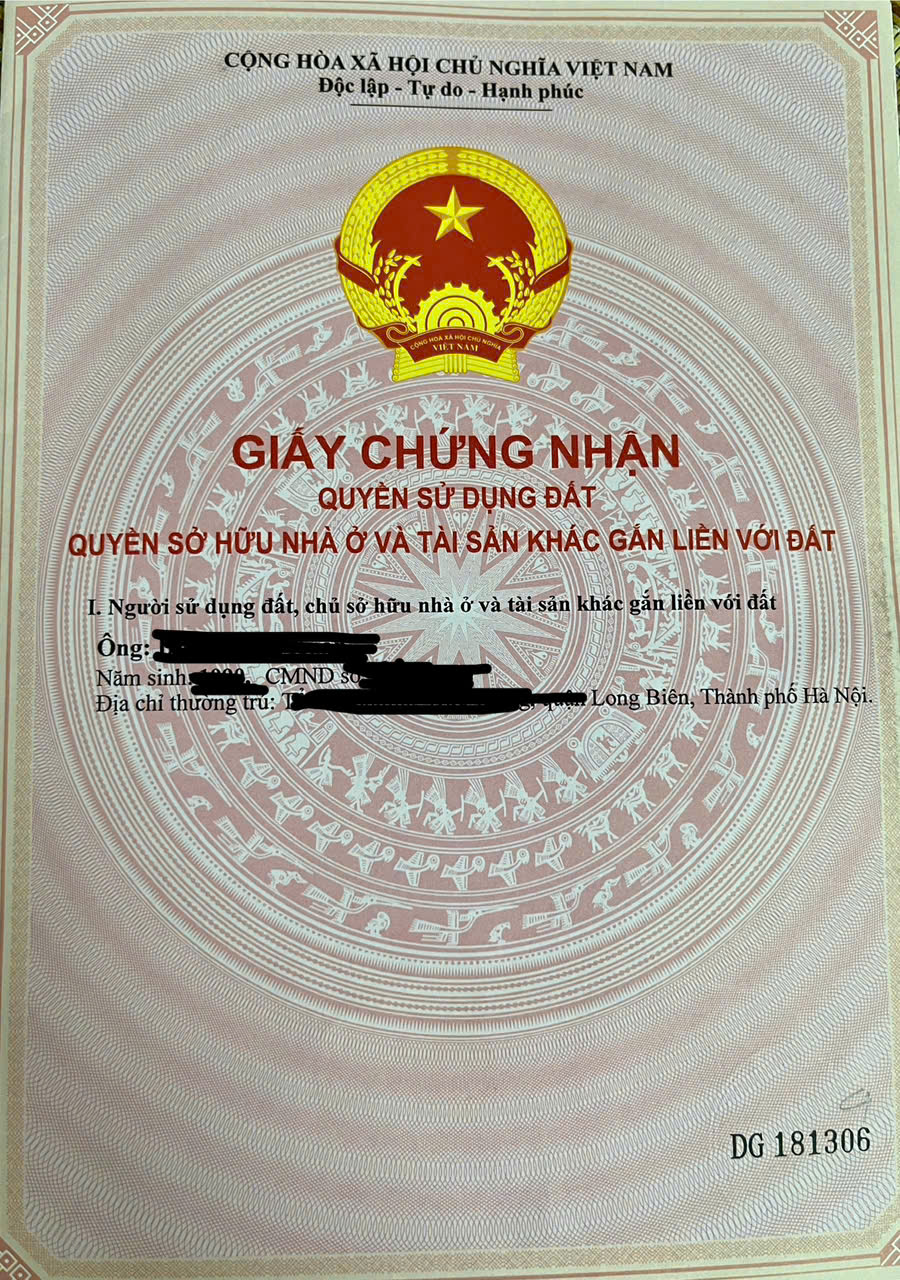 CỘNG HÒA XÃ HỘI CHỦ NGHĨA VIỆT NAM
Độc lập - Tự do - Hạnh phúc
CỘNG HÒA XÃ HỘI CHỦ NGHĨA
VIỆT NAM
GIẤY CHỨNG NHẬN
QUYỀN SỬ DỤNG ĐẤT
QUYỀN SỞ HỮU NHÀ Ở VÀ TÀI SẢN KHÁC GẮN LIỀN VỚI ĐẤT
I. Người sử dụng đất, chủ sở hữu nhà ở và tài sản khác gắn liền với đất
Ông:
Năm sinh: CMND số
Địa chỉ thường trú: quận Long Biên, Thành phố Hà Nội.
DG 181306